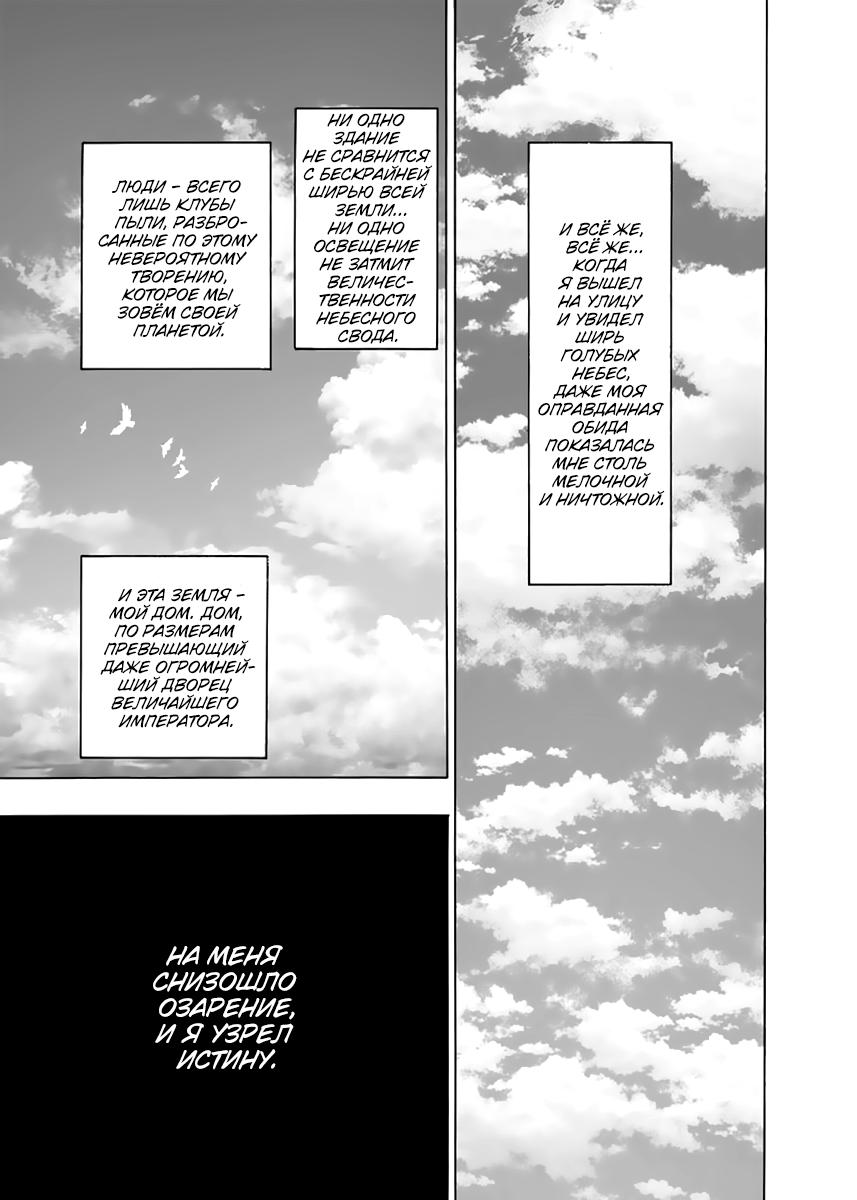 И ВСЁ ЖЕ,
ВСЁ ЖЕ...
КОГДА
Я ВЫШЕЛ
НА УЛИЦУ
И УВИДЕЛ
ШИРЬ
ГОЛУБЫХ
НЕБЕС,
ДАЖЕ МОЯ
ОПРАВДАННАЯ
ОБИДА
ПОКАЗАЛАСЬ
МНЕ СТОЛЬ
МЕЛОЧНОЙ
И НИЧТОЖНОЙ.
НИ ОДНО
ЗДАНИЕ
НЕ СРАВНИТСЯ
С БЕСКРАЙНЕЙ
ШИРЬЮ ВСЕЙ
ЗЕМЛИ...
НИ ОДНО
ОСВЕЩЕНИЕ
НЕ ЗАТМИТ
ВЕЛИЧЕС-
ТВЕННОСТИ
НЕБЕСНОГО
СВОДА.
ЛЮДИ – ВСЕГО
ЛИШЬ КЛУБЫ
ПЫЛИ, РАЗБРО-
САННЫЕ ПО ЭТОМУ
НЕВЕРОЯТНОМУ
ТВОРЕНИЮ,
КОТОРОЕ МЫ
ЗОВЁМ СВОЕЙ
ПЛАНЕТОЙ.
И ЭТА ЗЕМЛЯ –
МОЙ ДОМ. ДОМ,
ПО РАЗМЕРАМ
ПРЕВЫШАЮЩИЙ
ДАЖЕ ОГРОМНЕЙ-
ШИЙ ДВОРЕЦ
ВЕЛИЧАЙШЕГО
ИМПЕРАТОРА.
НА МЕНЯ
СНИЗОШЛО
ОЗАРЕНИЕ,
И Я УЗРЕЛ
ИСТИНУ.